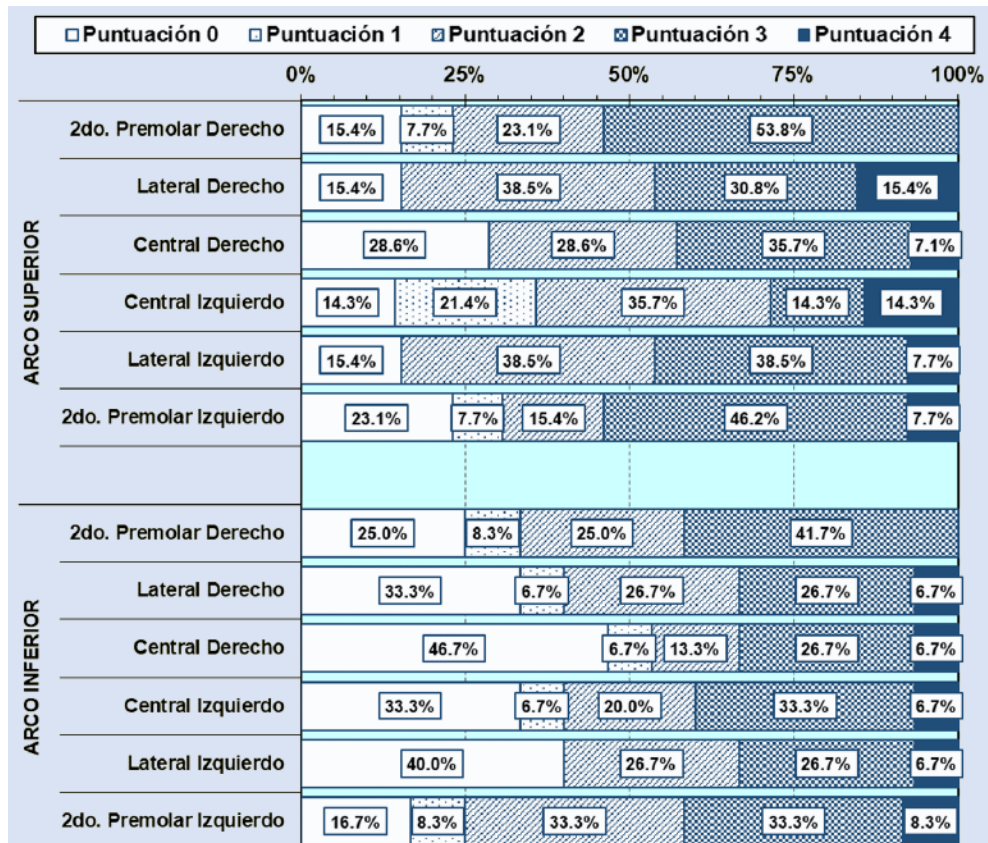 Puntuación 0 Puntuación 1 Puntuación 2 Puntuación 3 Puntuación 4
0% 25% 50% 75% 100%
ARCO SUPERIOR
2do. Premolar Derecho 15.4% 7.7% 23.1% 53.8%
Lateral Derecho 15.4% 38.5% 30.8% 15.4%
Central Derecho 28.6% 28.6% 35.7% 7.1%
Central Izquierdo 14.3% 21.4% 35.7% 14.3% 14.3%
Lateral Izquierdo 15.4% 38.5% 38.5% 7.7%
2do. Premolar Izquierdo 23.1% 7.7% 15.4% 46.2% 7.7%
ARCO INFERIOR
2do. Premolar Derecho 25.0% 8.3% 25.0% 41.7%
Lateral Derecho 33.3% 6.7% 26.7% 26.7% 6.7%
Central Derecho 46.7% 6.7% 13.3% 26.7% 6.7%
Central Izquierdo 33.3% 6.7% 20.0% 33.3% 6.7%
Lateral Izquierdo 40.0% 26.7% 26.7% 6.7%
2do. Premolar Izquierdo 16.7% 8.3% 33.3% 33.3% 8.3%